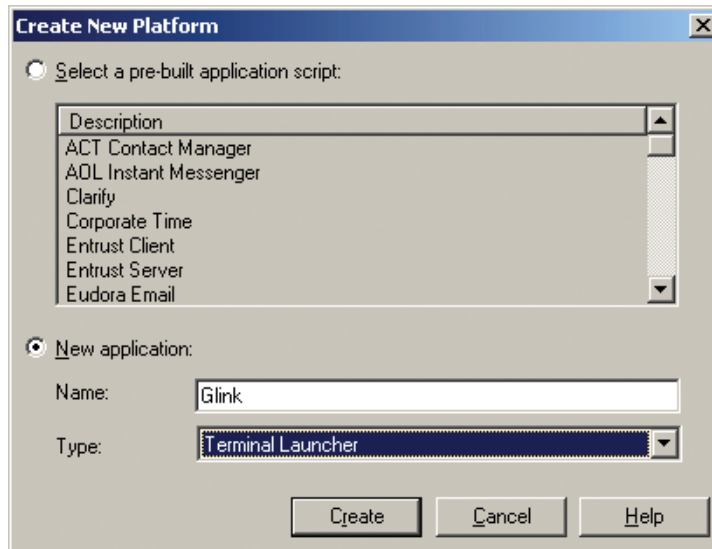 Create New Platform
Select a pre-built application script:
Description
ACT Contact Manager
AOL Instant Messenger
Clarify
Corporate Time
Entrust Client
Entrust Server
Eudora Email
New application:
Name: Glink
Type: Terminal Launcher
Create Cancel Help